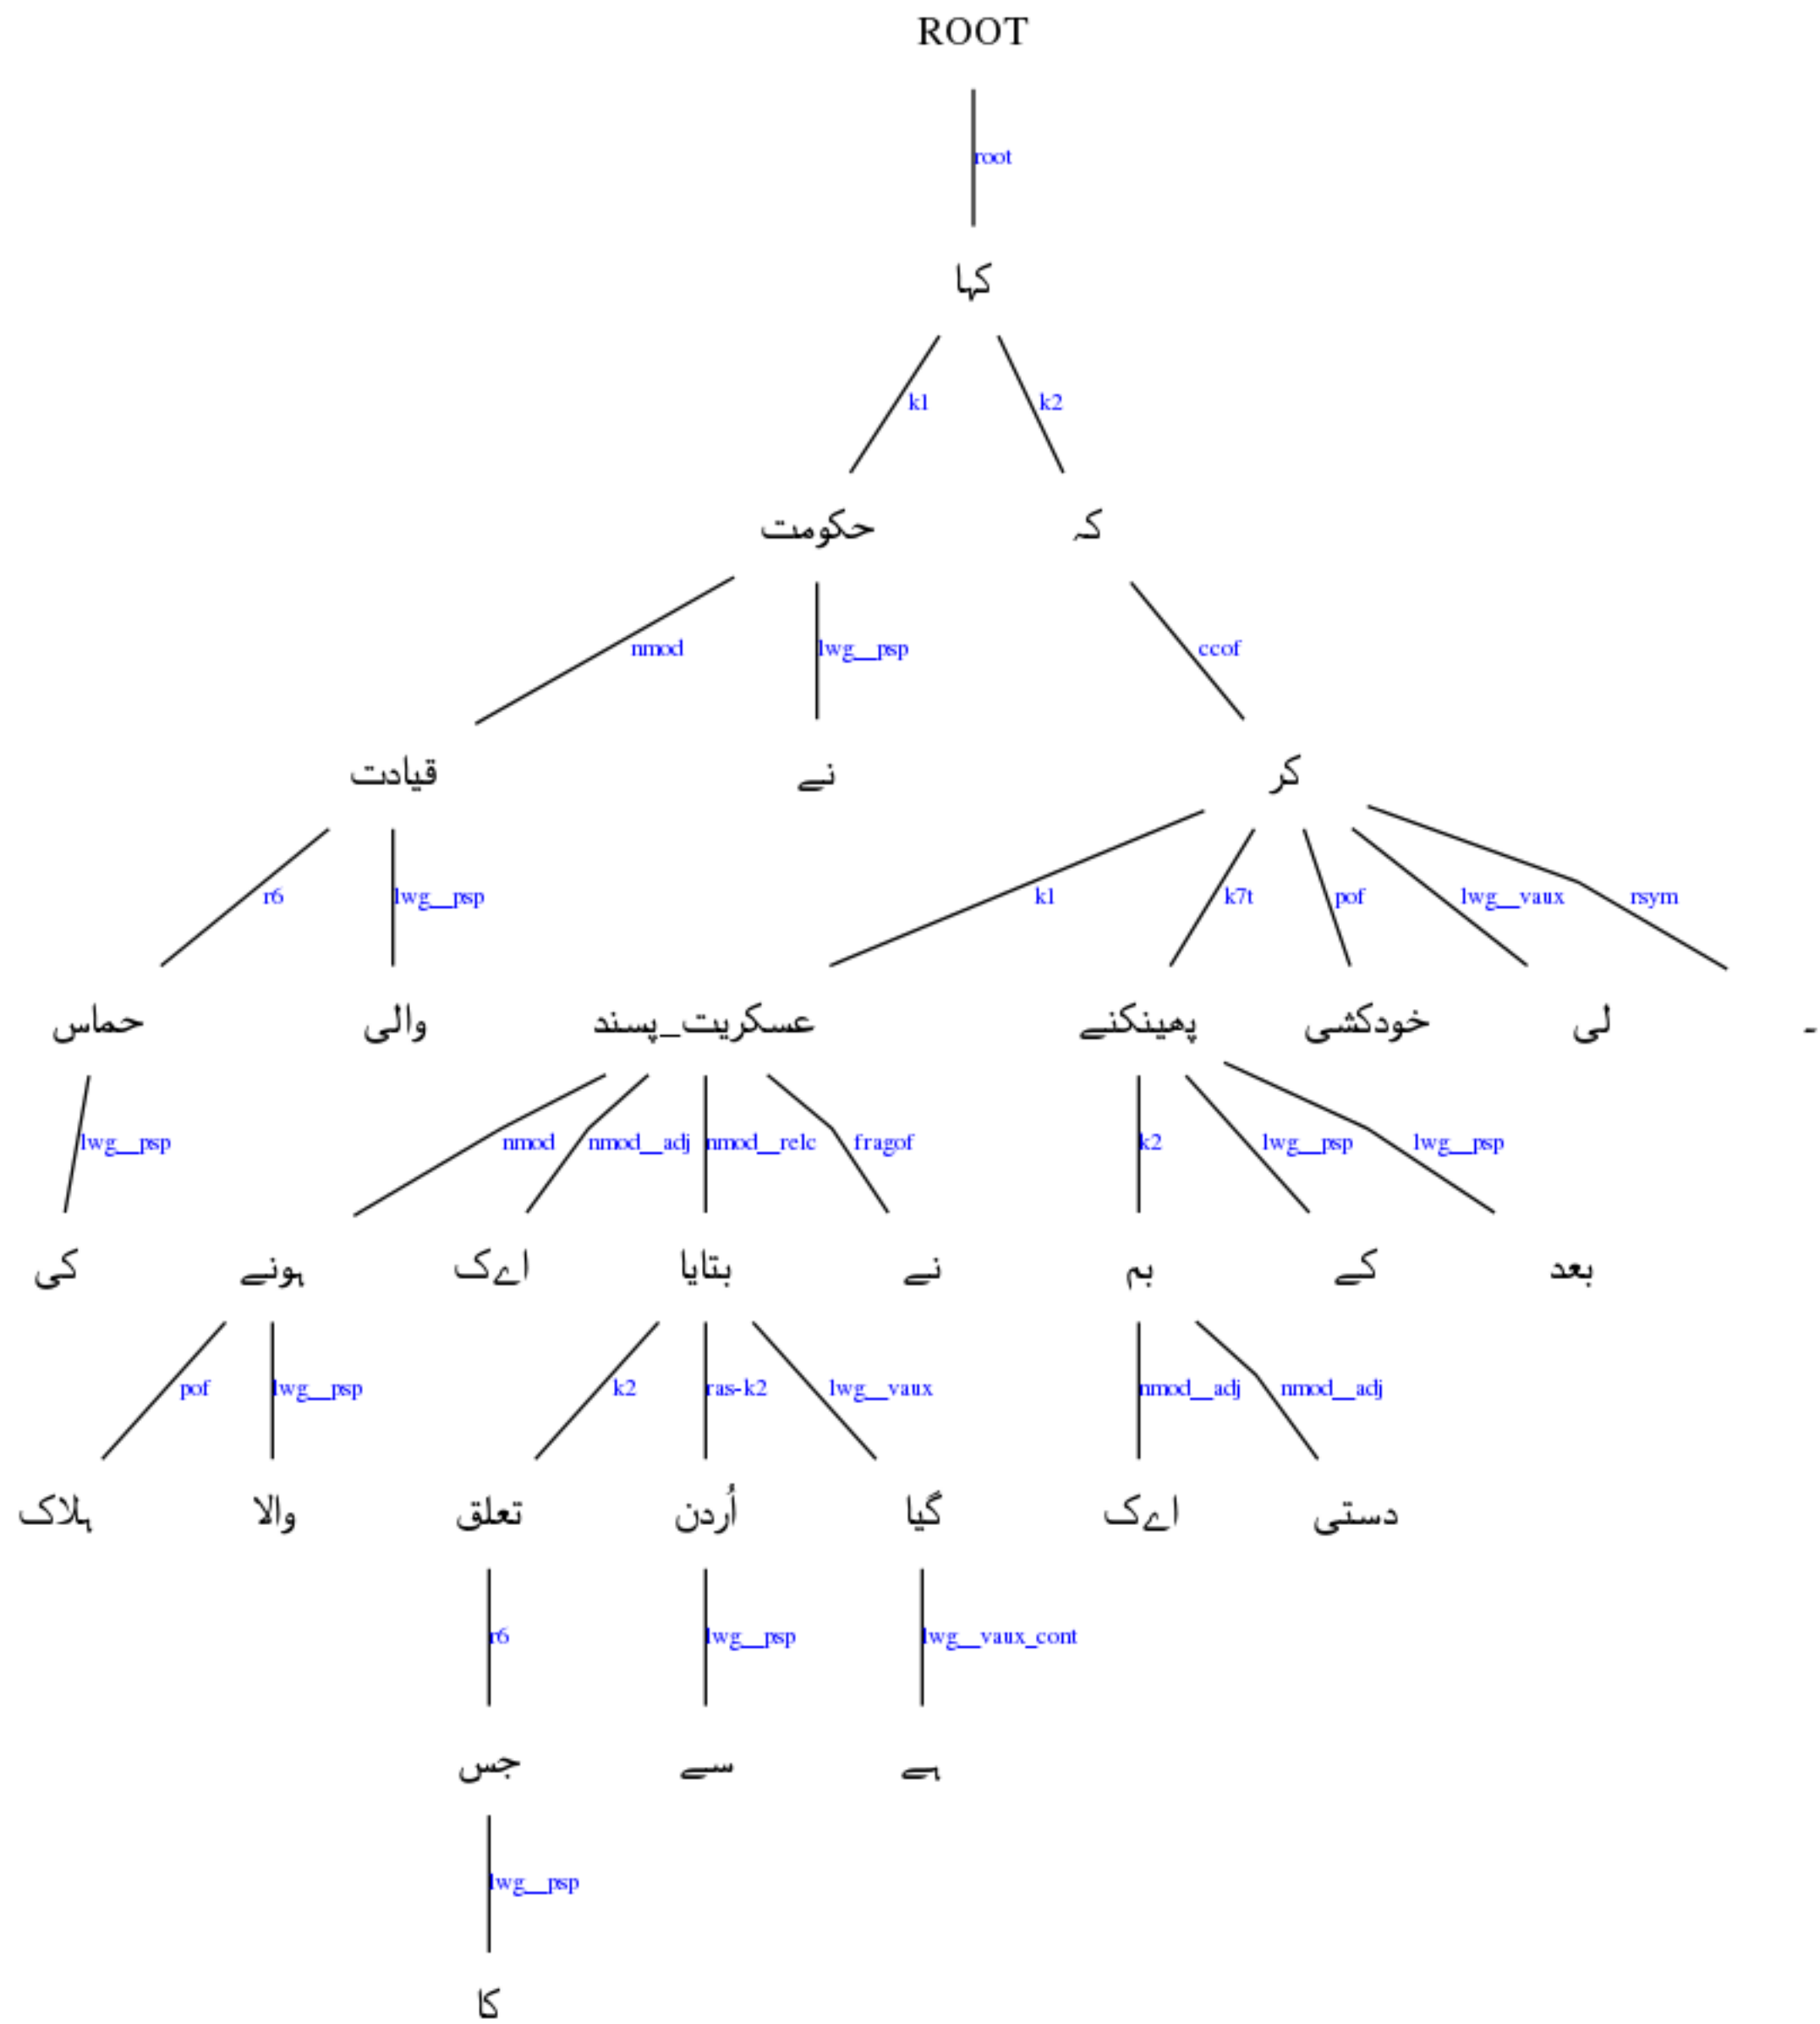 ROOT
root
کہا
k1 k2
حکومت کہ
nmod lwg__psp ccof
قیادت نے کر
r6 lwg__psp k1 k7t pof lwg__vaux rsym
حماس والی عسکریت_پسند پھینکنے خودکشی لی ۔
lwg__psp nmod nmod__adj nmod__relc fragof k2 lwg__psp lwg__psp
کی ہونے اےک بتایا نے بم کے بعد
pof lwg__psp k2 ras-k2 lwg__vaux nmod__adj nmod__adj
ہلاک والا تعلق اُردن گیا اےک دستی
r6 lwg__psp lwg__vaux_cont
جس سے ہے
lwg__psp
کا